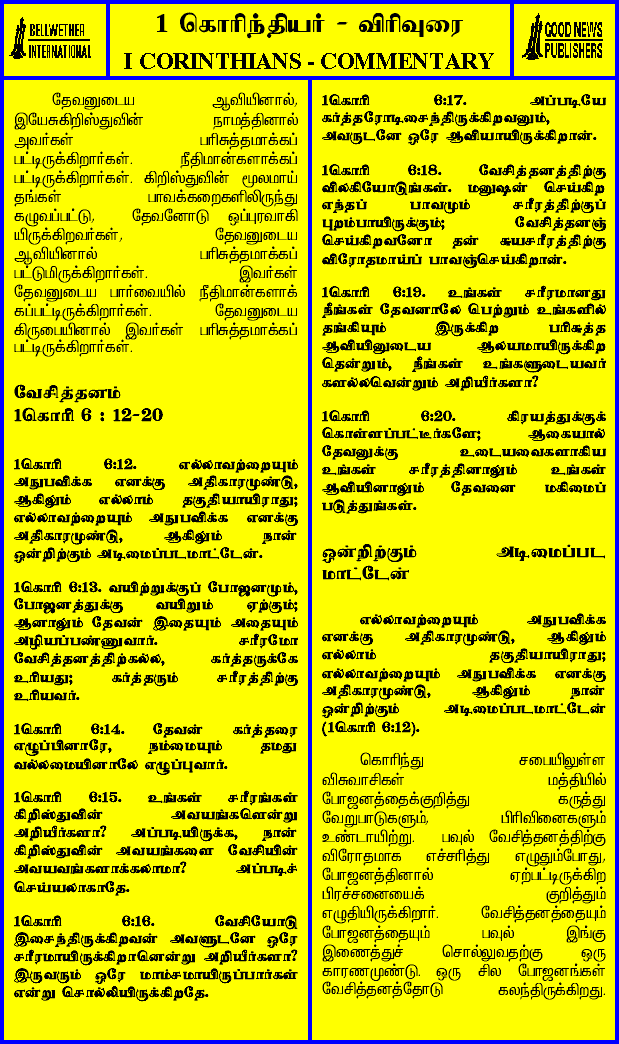 BELLWETHER
INTERNATIONAL
1 கொரிந்தியர் - விரிவுரை
I CORINTHIANS - COMMENTARY
GOOD NEWS
PUBLISHERS
தேவனுடைய ஆவியினால்,
இயேசுகிறிஸ்துவின் நாமத்தினால்
அவர்கள் பரிசுத்தமாக்கப்
பட்டிருக்கிறார்கள். நீதிமான்களாக்கப்
பட்டிருக்கிறார்கள். கிறிஸ்துவின் மூலமாய்
தங்கள் பாவக்கறைகளிலிருந்து
கழுவப்பட்டு, தேவனோடு ஒப்புரவாகி
யிருக்கிறவர்கள், தேவனுடைய
ஆவியினால் பரிசுத்தமாக்கப்
பட்டுமிருக்கிறார்கள். இவர்கள்
தேவனுடைய பார்வையில் நீதிமான்களாக்
கப்பட்டிருக்கிறார்கள். தேவனுடைய
கிருபையினால் இவர்கள் பரிசுத்தமாக்கப்
பட்டிருக்கிறார்கள்.
வேசித்தனம்
1கொரி 6 : 12-20
1கொரி 6:12. எல்லாவற்றையும்
அநுபவிக்க எனக்கு அதிகாரமுண்டு,
ஆகிலும் எல்லாம் தகுதியாயிராது;
எல்லாவற்றையும் அநுபவிக்க எனக்கு
அதிகாரமுண்டு, ஆகிலும் நான்
ஒன்றிற்கும் அடிமைப்படமாட்டேன்.
1கொரி 6:13. வயிற்றுக்குப் போஜனமும்,
போஜனத்துக்கு வயிறும் ஏற்கும்;
ஆனாலும் தேவன் இதையும் அதையும்
அழியப்பண்ணுவார். சரீரமோ
வேசித்தனத்திற்கல்ல, கர்த்தருக்கே
உரியது; கர்த்தரும் சரீரத்திற்கு
உரியவர்.
1கொரி 6:14. தேவன் கர்த்தரை
எழுப்பினாரே, நம்மையும் தமது
வல்லமையினாலே எழுப்புவார்.
1கொரி 6:15. உங்கள் சரீரங்கள்
கிறிஸ்துவின் அவயங்களென்று
அறியீர்களா? அப்படியிருக்க, நான்
கிறிஸ்துவின் அவயங்களை வேசியின்
அவயவங்களாக்கலாமா? அப்படிச்
செய்யலாகாதே.
1கொரி 6:16. வேசியோடு
இசைந்திருக்கிறவன் அவளுடனே ஒரே
சரீரமாயிருக்கிறானென்று அறியீர்களா?
இருவரும் ஒரே மாம்சமாயிருப்பார்கள்
என்று சொல்லியிருக்கிறதே.
1கொரி 6:17. அப்படியே
கர்த்தரோடிசைந்திருக்கிறவனும்,
அவருடனே ஒரே ஆவியாயிருக்கிறான்.
1கொரி 6:18. வேசித்தனத்திற்கு
விலகியோடுங்கள். மனுஷன் செய்கிற
எந்தப் பாவமும் சரீரத்திற்குப்
புறம்பாயிருக்கும்; வேசித்தனஞ்
செய்கிறவனோ தன் சுயசரீரத்திற்கு
விரோதமாய்ப் பாவஞ்செய்கிறான்.
1கொரி 6:19. உங்கள் சரீரமானது
நீங்கள் தேவனாலே பெற்றும் உங்களில்
தங்கியும் இருக்கிற பரிசுத்த
ஆவியினுடைய ஆலயமாயிருக்கிற
தென்றும், நீங்கள் உங்களுடையவர்
களல்லவென்றும் அறியீர்களா?
1கொரி 6:20. கிரயத்துக்குக்
கொள்ளப்பட்டீர்களே; ஆகையால்
தேவனுக்கு உடையவைகளாகிய
உங்கள் சரீரத்தினாலும் உங்கள்
ஆவியினாலும் தேவனை மகிமைப்
படுத்துங்கள்.
ஒன்றிற்கும் அடிமைப்பட
மாட்டேன்
எல்லாவற்றையும் அநுபவிக்க
எனக்கு அதிகாரமுண்டு, ஆகிலும்
எல்லாம் தகுதியாயிராது;
எல்லாவற்றையும் அநுபவிக்க எனக்கு
அதிகாரமுண்டு, ஆகிலும் நான்
ஒன்றிற்கும் அடிமைப்படமாட்டேன்
(1கொரி 6:12).
கொரிந்து சபையிலுள்ள
விசுவாசிகள் மத்தியில்
போஜனத்தைக்குறித்து கருத்து
வேறுபாடுகளும், பிரிவினைகளும்
உண்டாயிற்று. பவுல் வேசித்தனத்திற்கு
விரோதமாக எச்சரித்து எழுதும்போது,
போஜனத்தினால் ஏற்பட்டிருக்கிற
பிரச்சனையைக் குறித்தும்
எழுதியிருக்கிறார். வேசித்தனத்தையும்
போஜனத்தையும் பவுல் இங்கு
இணைத்துச் சொல்லுவதற்கு ஒரு
காரணமுண்டு. ஒரு சில போஜனங்கள்
வேசித்தனத்தோடு கலந்திருக்கிறது.